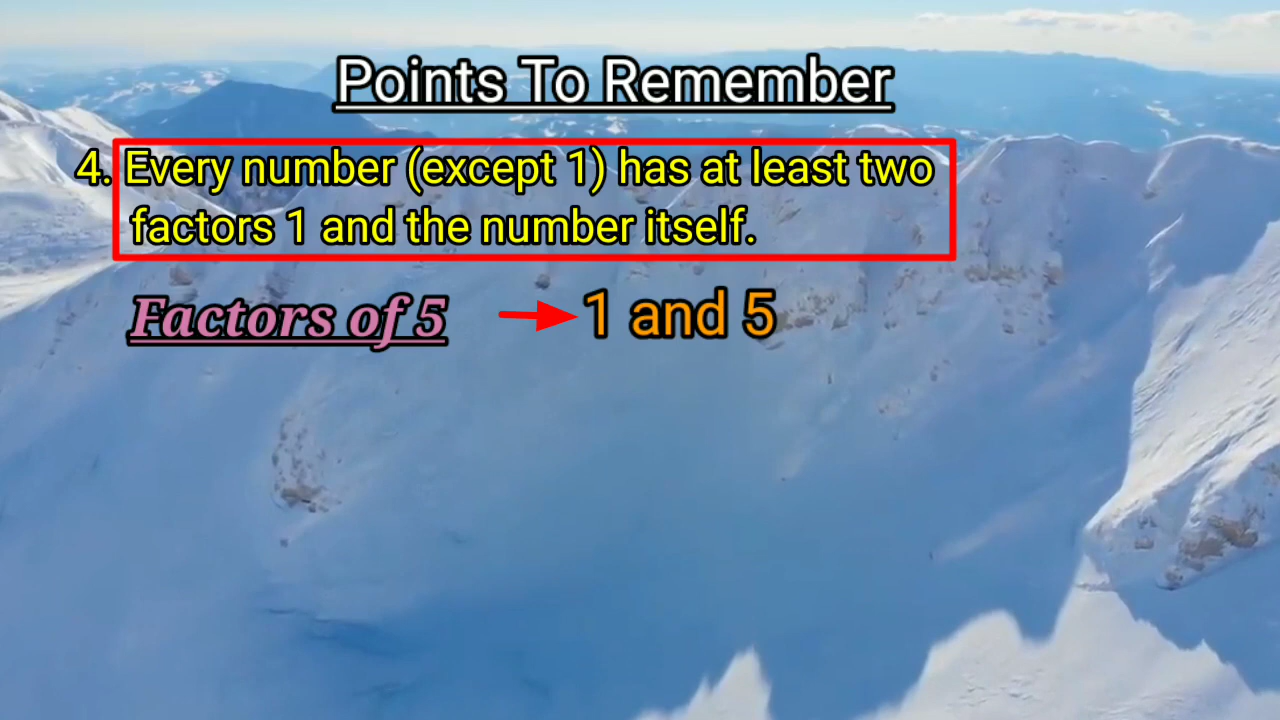 Points To Remember
4. Every number (except 1) has at least two
factors 1 and the number itself.
Factors of 5 1 and 5